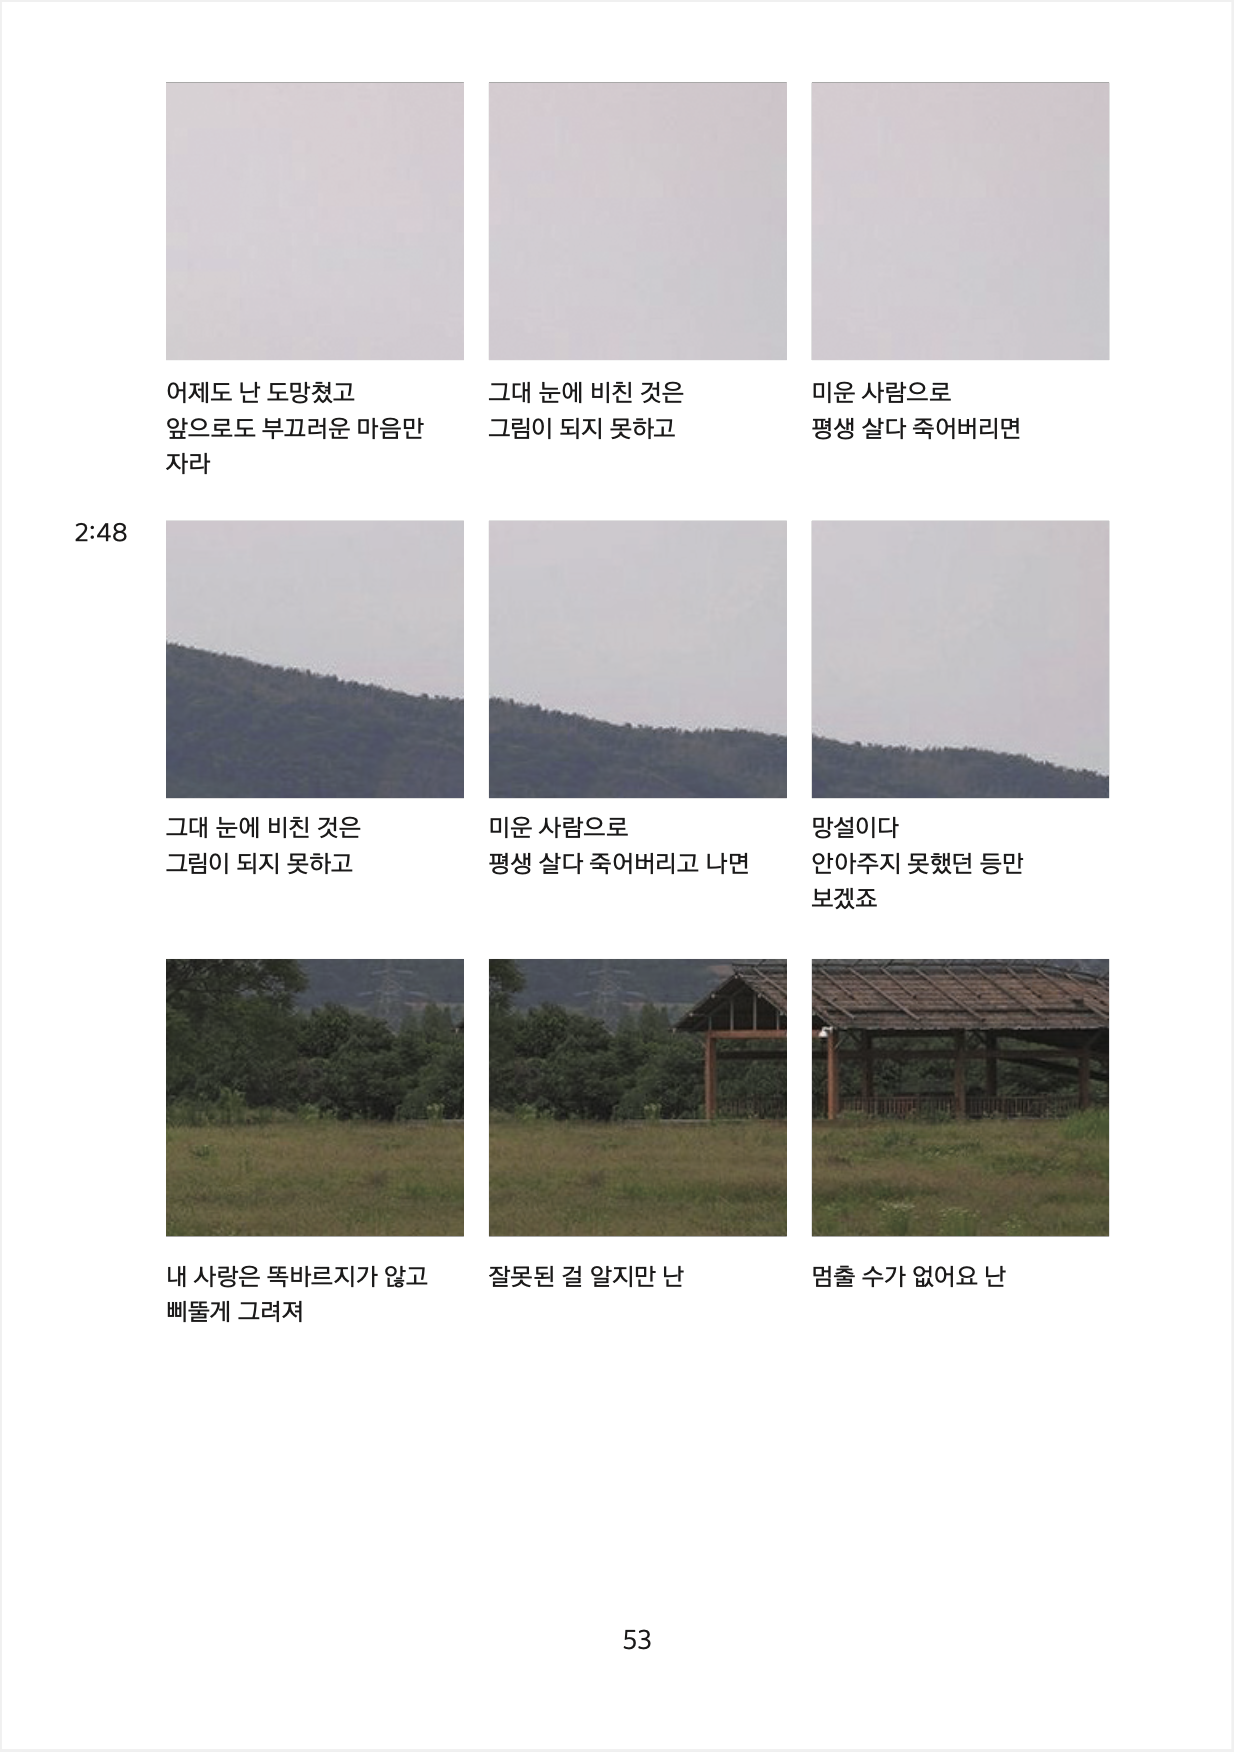 어제도 난 도망쳤고
앞으로도 부끄러운 마음만
자라
그대 눈에 비친 것은
그림이 되지 못하고
미운 사람으로
평생 살다 죽어버리면
2:48
그대 눈에 비친 것은
그림이 되지 못하고
미운 사람으로
평생 살다 죽어버리고 나면
망설이다
안아주지 못했던 등만
보겠죠
내 사랑은 똑바르지가 않고
삐뚤게 그려져
잘못된 걸 알지만 난
멈출 수가 없어요 난
53